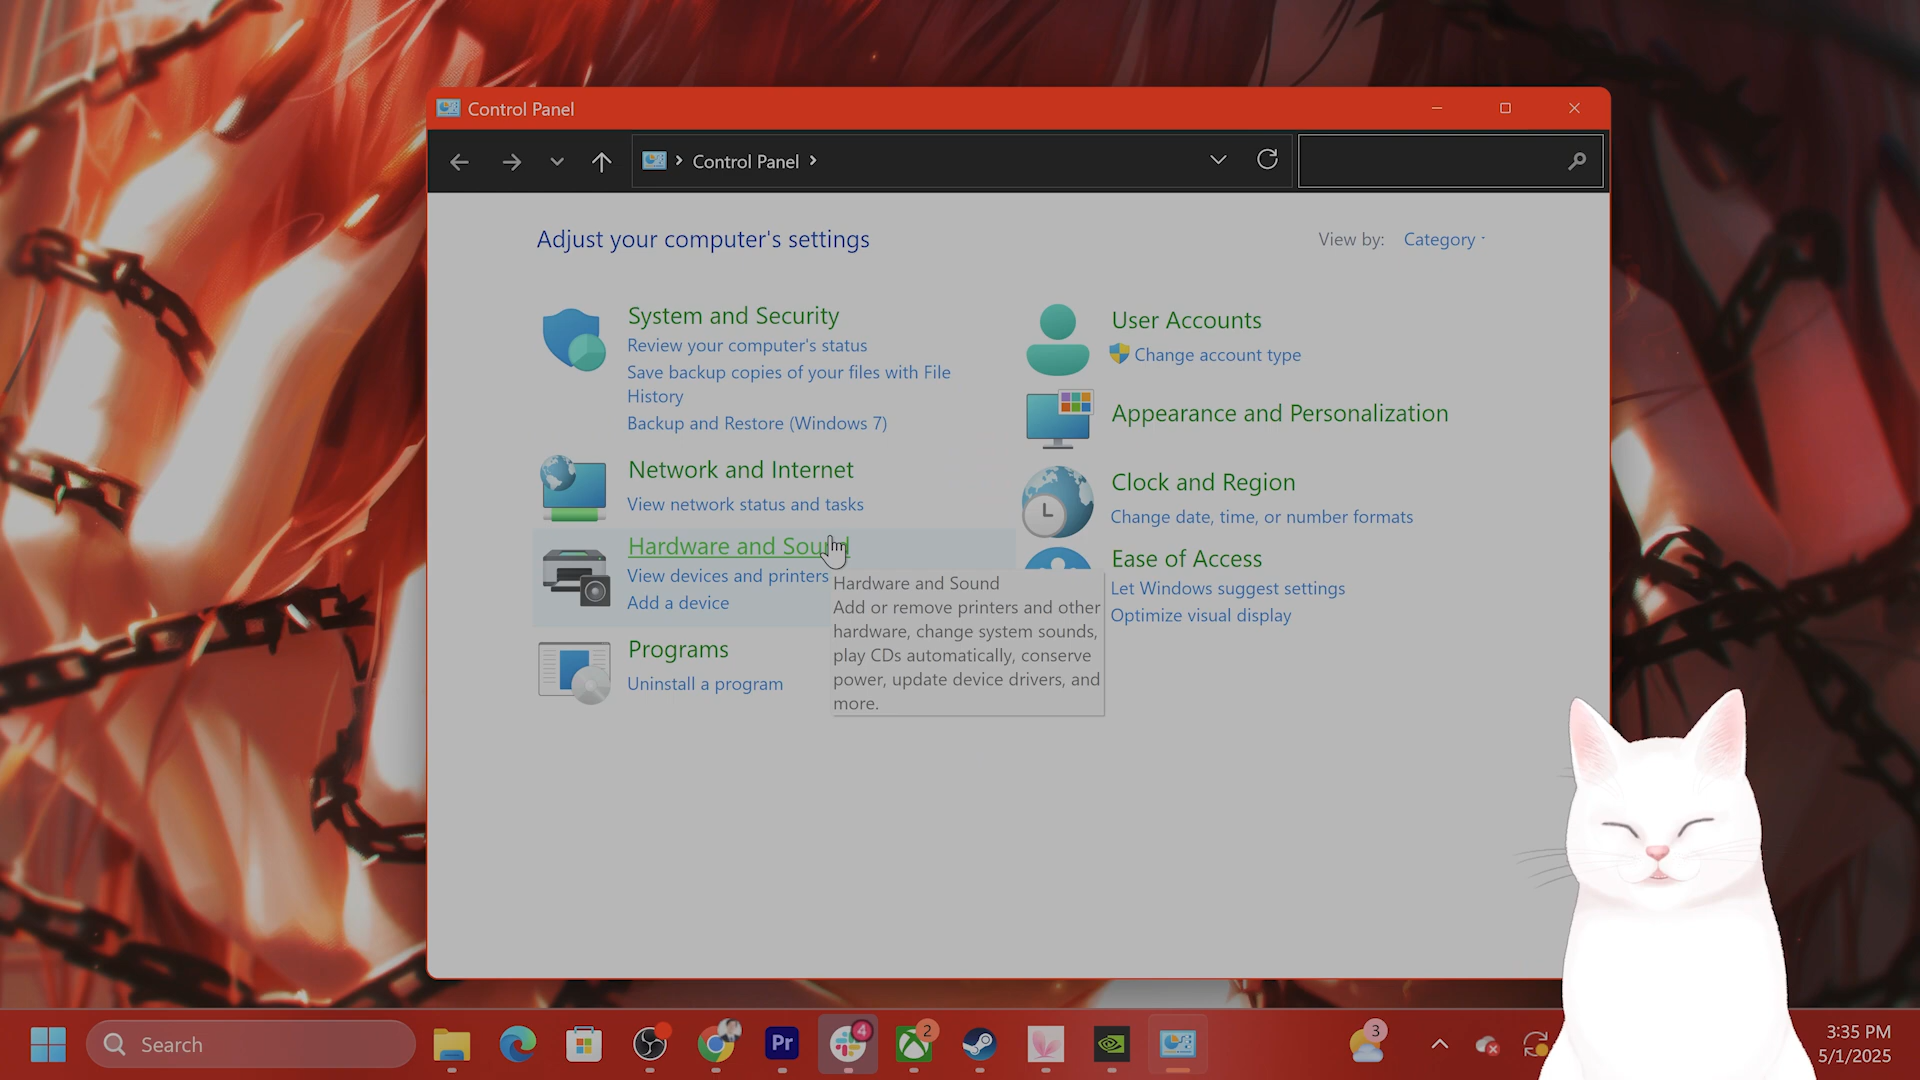 Control Panel
Control Panel
Adjust your computer's settings
View by: Category
System and Security
Review your computer's status
Save backup copies of your files with File
History
Backup and Restore (Windows 7)
Network and Internet
View network status and tasks
Hardware and Sound
View devices and printers
Add a device
Programs
Uninstall a program
User Accounts
Change account type
Appearance and Personalization
Clock and Region
Change date, time, or number formats
Ease of Access
Let Windows suggest settings
Optimize visual display
Hardware and Sound
Add or remove printers and other
hardware, change system sounds,
play CDs automatically, conserve
power, update device drivers, and
more.
Search
Pr
4
2
3
3:35 PM
5/1/2025